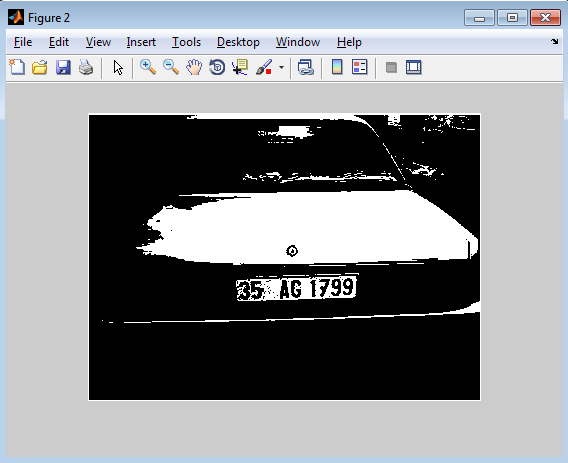 Figure 2
File Edit View Insert Tools Desktop Window Help
35 AG 1799